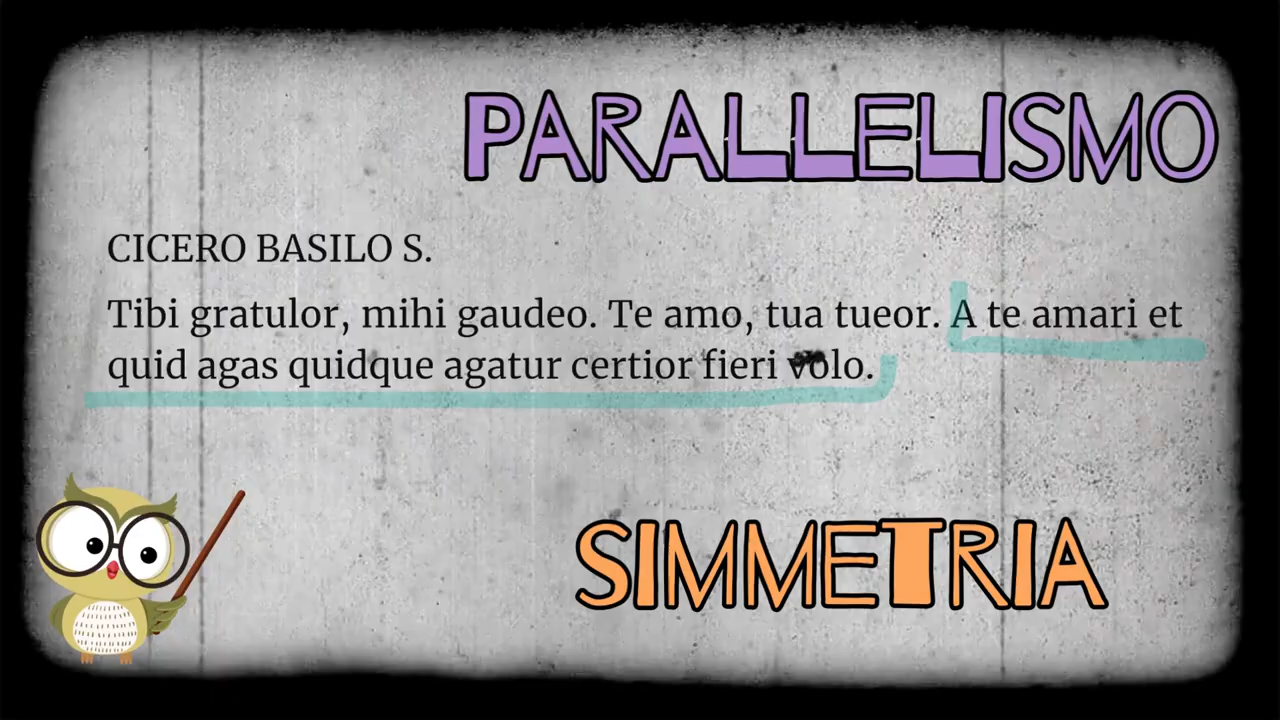 PARALLELISMO
CICERO BASILO S.
Tibi gratulor, mihi gaudeo. Te amo, tua tueor. A te amari et
quid agas quidque agatur certior fieri volo.
SIMMETRIA